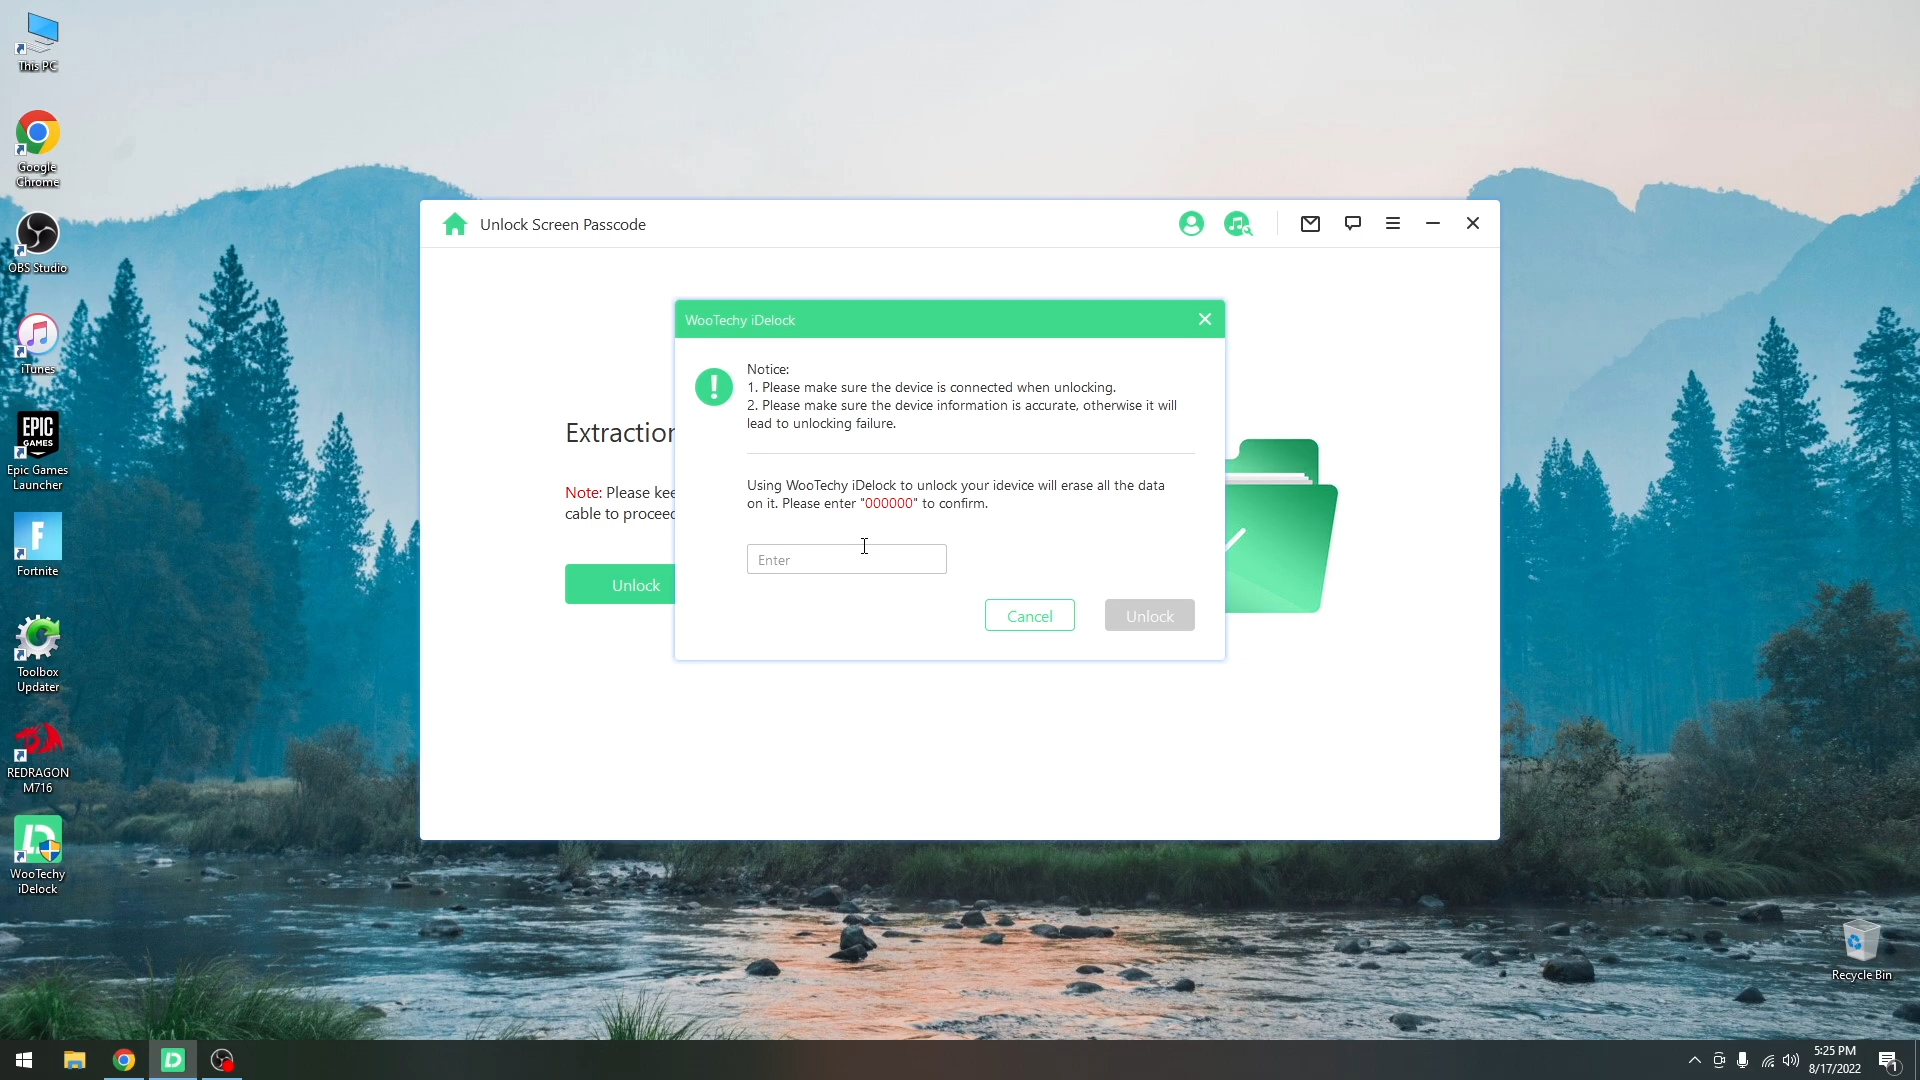 This PC
Google
Chrome
OBS Studio
iTunes
EPIC
GAMES
Epic Games
Launcher
F
Fortnite
Toolbox
Updater
REDRAGON
M716
WooTechy
iDelock
Unlock Screen Passcode
Extraction
Note: Please kee
cable to proceed
Unlock
WooTechy iDelock
Notice:
1. Please make sure the device is connected when unlocking.
2. Please make sure the device information is accurate, otherwise it will
lead to unlocking failure.
Using WooTechy iDelock to unlock your idevice will erase all the data
on it. Please enter "000000" to confirm.
Enter
Cancel
Unlock
Recycle Bin
5:25 PM
8/17/2022
1